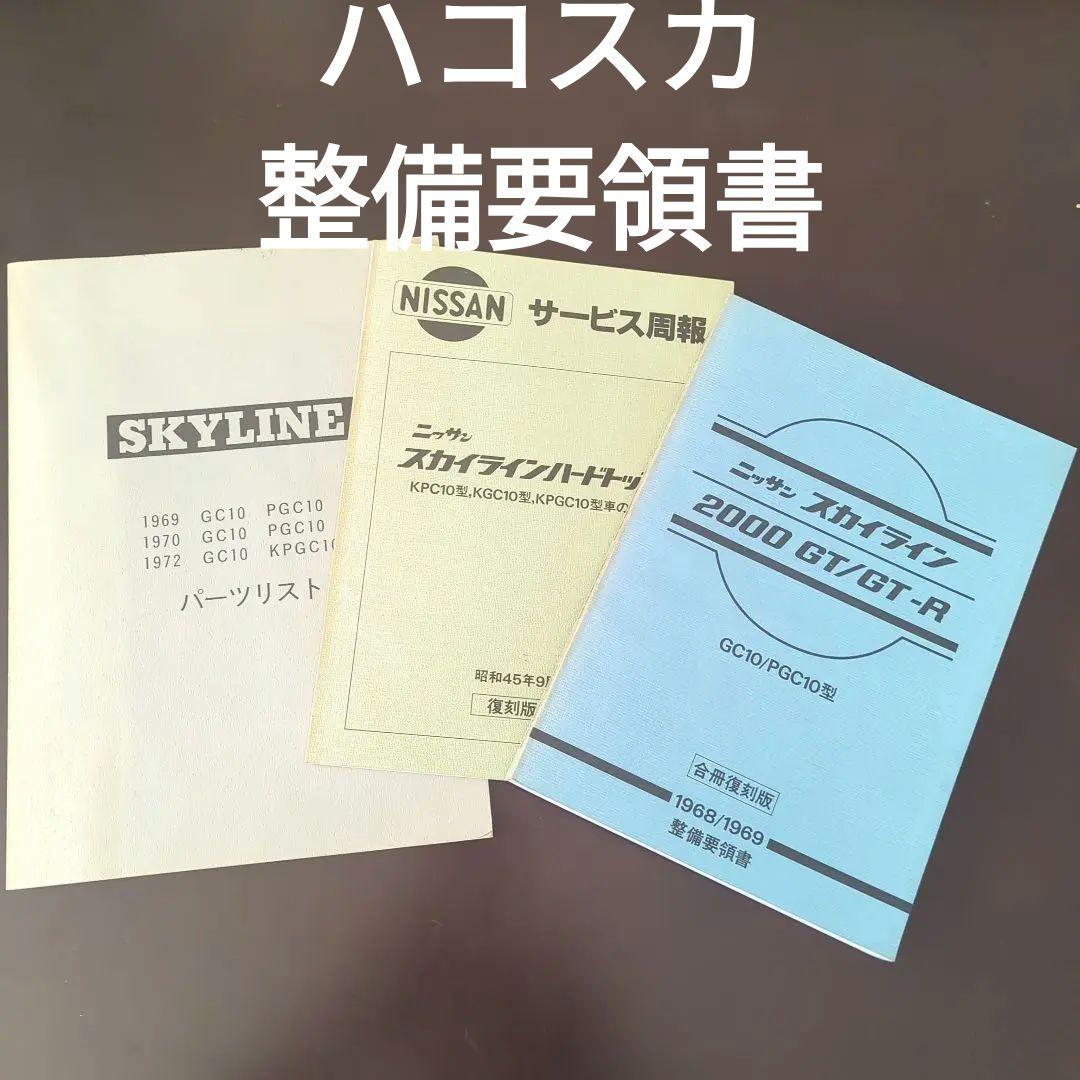 ハコスカ
整備要領書
SKYLINE
1969 GC10 PGC10
1970 GC10 PGC10
1972 GC10 KPGC10
パーツリスト
NISSAN
サービス周報
ニッサン
スカイラインハードトッ
KPC10型,KGC10型,KPGC10型車の
昭和45年9
復刻版
ニッサン スカイライン
2000 GT/GT-R
GC10/PGC10型
合冊復刻版
1968/1969
整備要領書